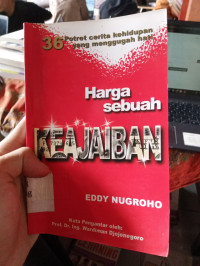 36 Potret cerita kehidupan
yang menggugah hati
Harga
sebuah
KEAJAIBAN
EDDY NUGROHO
Kata Pengantar oleh:
Prof. Dr. Ing. Wardiman Djojonegoro